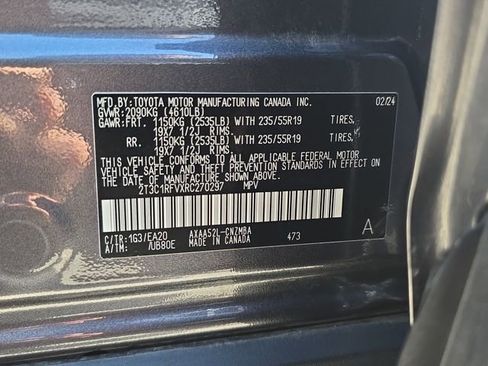 MFD.BY:TOYOTA MOTOR MANUFACTURING CANADA INC. 02/24
GVWR:2090KG (4610LB)
GAWR:FRT. 1150KG (2535LB) WITH 235/55R19 TIRES,
19X7 1/2J RIMS.
RR. 1150KG (2535LB) WITH 235/55R19 TIRES,
19X7 1/2J RIMS.
THIS VEHICLE CONFORMS TO ALL APPLICABLE FEDERAL MOTOR
VEHICLE SAFETY AND THEFT PREVENTION STANDARDS IN EFFECT
ON THE DATE OF MANUFACTURE SHOWN ABOVE.
2T3C1RFVXRC270297 MPV
C/TR:1G3/EA20 AXAA52L-CNZMBA
A/TM: /UB80E MADE IN CANADA 473
A